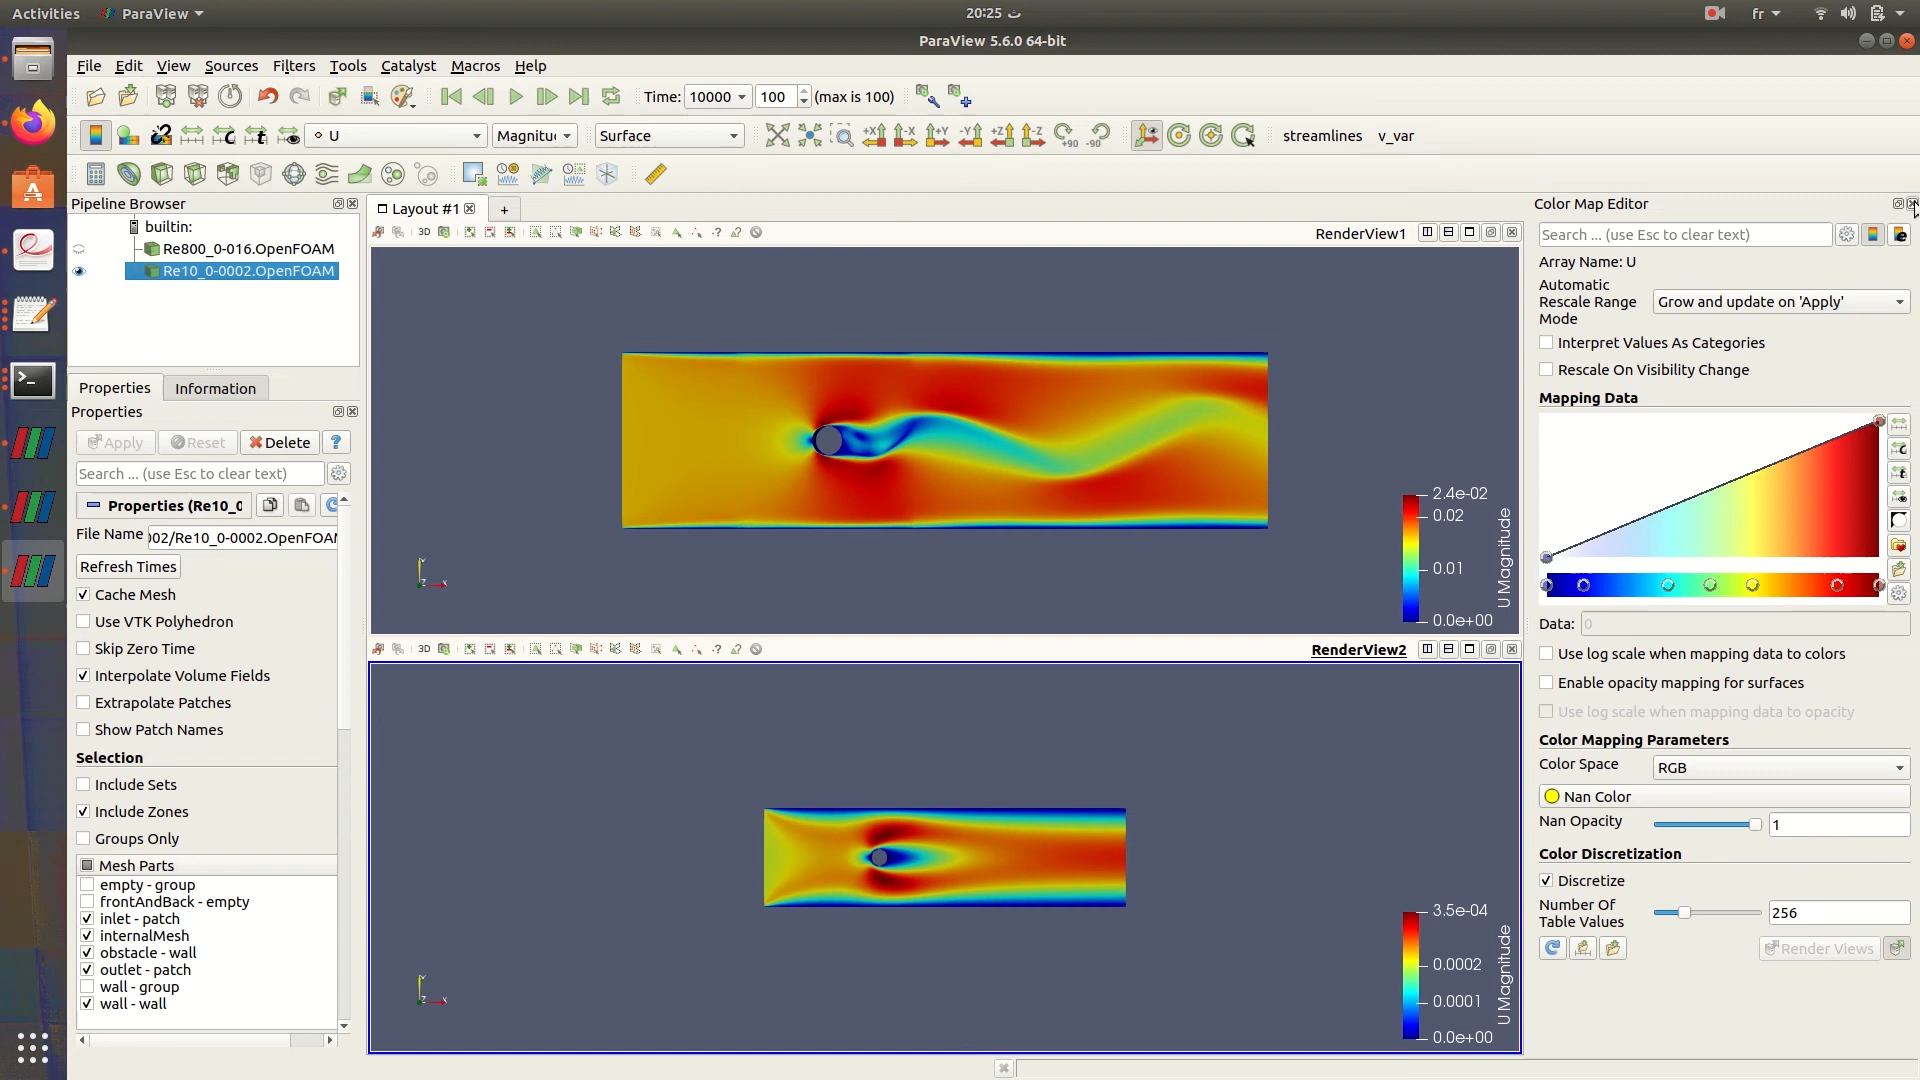 Activities
ParaView
20:25 ث
fr
ParaView 5.6.0 64-bit
File Edit View Sources Filters Tools Catalyst Macros Help
Time: 10000 100 (max is 100)
U
Magnitu
Surface
+X -X +Y -Y +Z -Z +90 -90
streamlines v_var
Pipeline Browser
builtin:
Re800_0-016.OpenFOAM
Re10_0-0002.OpenFOAM
Properties Information
Properties
Apply Reset Delete ?
Search ... (use Esc to clear text)
Properties (Re10_0
File Name 002/Re10_0-0002.OpenFOAM
Refresh Times
Cache Mesh
Use VTK Polyhedron
Skip Zero Time
Interpolate Volume Fields
Extrapolate Patches
Show Patch Names
Selection
Include Sets
Include Zones
Groups Only
Mesh Parts
empty - group
frontAndBack - empty
inlet - patch
internalMesh
obstacle - wall
outlet - patch
wall - group
wall - wall
Layout #1
+
3D
RenderView1
2.4e-02
0.02
0.01
0.0e+00
U Magnitude
Y
Z
X
3D
RenderView2
3.5e-04
0.0002
0.0001
0.0e+00
U Magnitude
Y
Z
X
Color Map Editor
Search ... (use Esc to clear text)
Array Name: U
Automatic
Rescale Range
Mode
Grow and update on 'Apply'
Interpret Values As Categories
Rescale On Visibility Change
Mapping Data
Data: 0
Use log scale when mapping data to colors
Enable opacity mapping for surfaces
Use log scale when mapping data to opacity
Color Mapping Parameters
Color Space RGB
Nan Color
Nan Opacity 1
Color Discretization
Discretize
Number Of
Table Values
256
Render Views